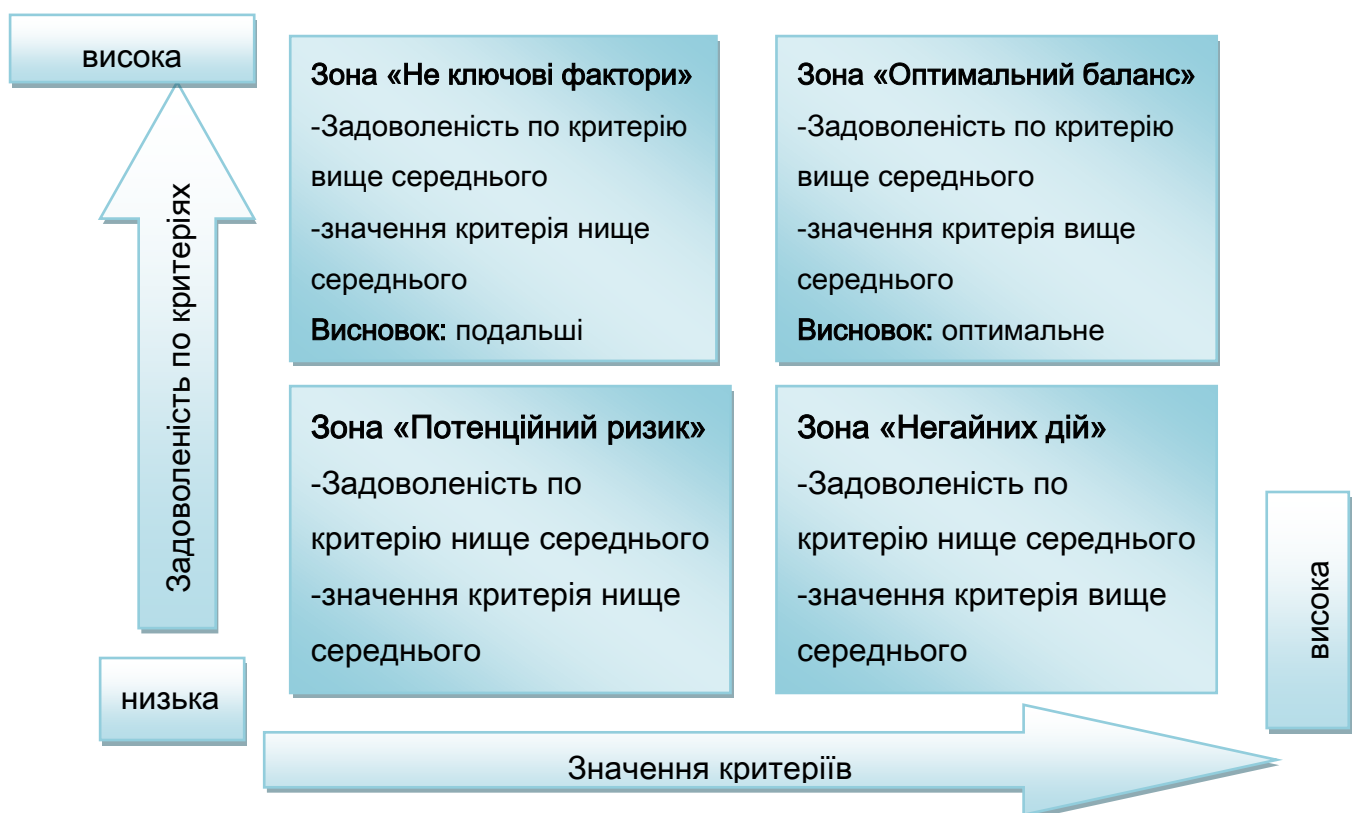 висока
Зона «Не ключові фактори»
-Задоволеність по критерію
вище середнього
-значення критерія нище
середнього
Висновок: подальші
Зона «Оптимальний баланс»
-Задоволеність по критерію
вище середнього
-значення критерія вище
середнього
Висновок: оптимальне
Задоволеність по критеріях
Зона «Потенційний ризик»
-Задоволеність по
критерію нище середнього
-значення критерія нище
середнього
Зона «Негайних дій»
-Задоволеність по
критерію нище середнього
-значення критерія вище
середнього
висока
низька
Значення критеріїв